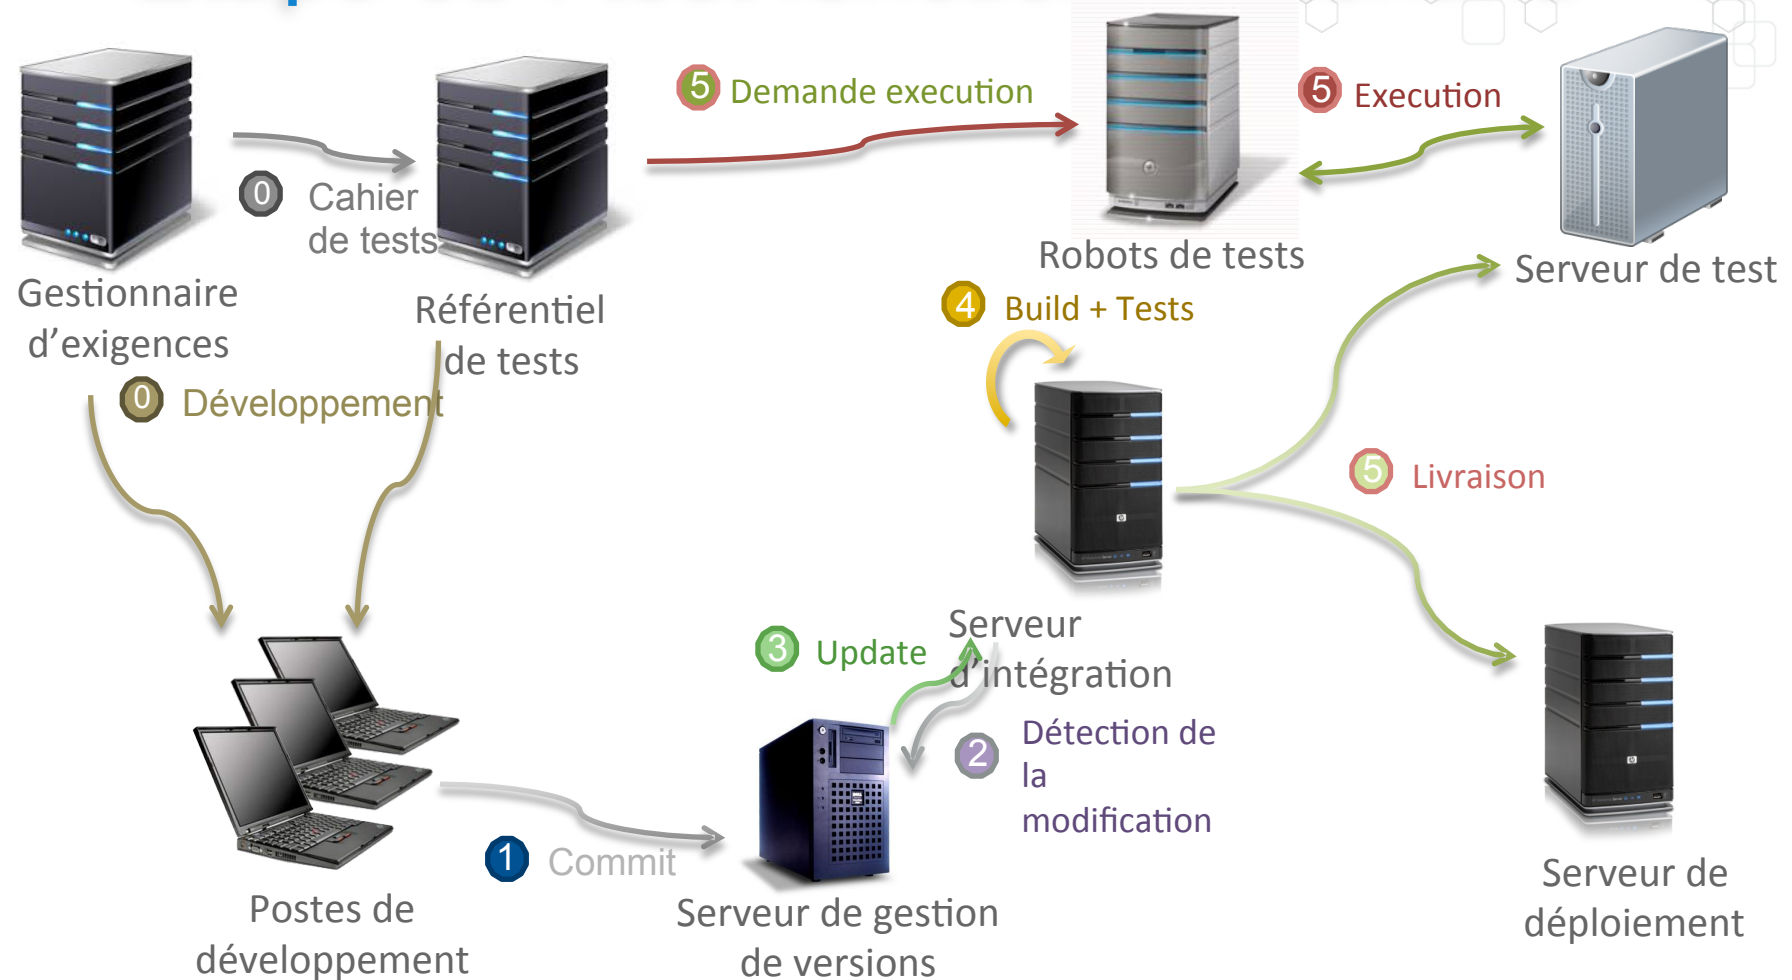 5 Demande execution
5 Execution
0 Cahier
de tests
Gestionnaire
d'exigences
Référentiel
de tests
Robots de tests
Serveur de test
4 Build + Tests
0 Développement
5 Livraison
Serveur
d'intégration
3 Update
2 Détection de
la
modification
1 Commit
Postes de
développement
Serveur de gestion
de versions
Serveur de
déploiement